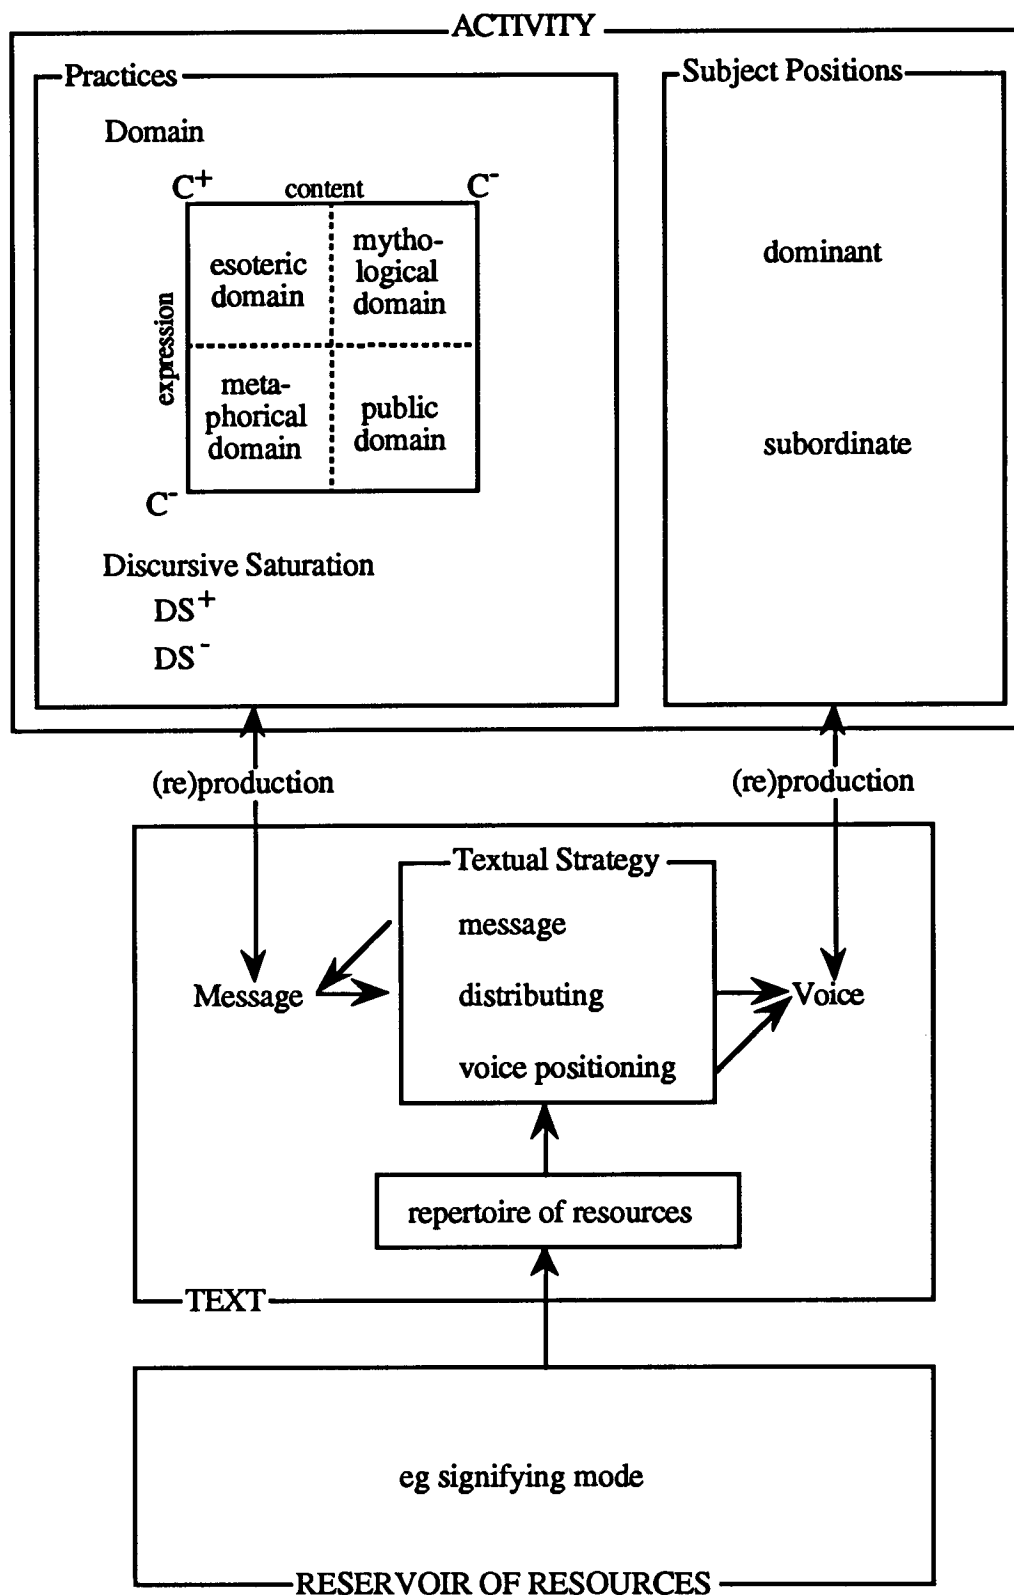 ACTIVITY
Practices
Subject Positions
Domain
C+
content
C-
expression
esoteric
domain
mytho-
logical
domain
meta-
phorical
domain
public
domain
C-
dominant
subordinate
Discursive Saturation
DS+
DS-
(re)production
(re)production
Textual Strategy
message
Message
distributing
Voice
voice positioning
repertoire of resources
TEXT
eg signifying mode
RESERVOIR OF RESOURCES